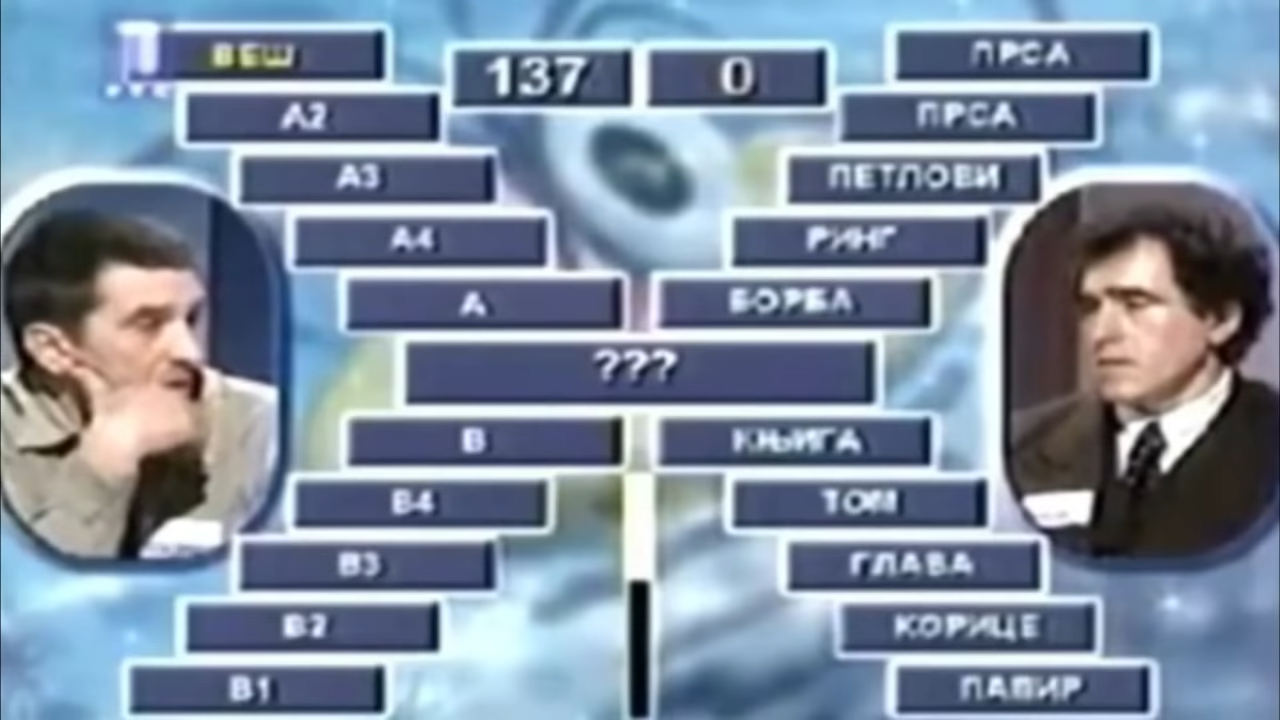 ВЕШ
137
0
ПРСА
А2
ПРСА
А3
ПЕТЛОВИ
А4
РИНГ
А
БОРБА
???
В
КЊИГА
В4
ТОМ
В3
ГЛАВА
В2
КОРИЦЕ
В1
ПАПИР